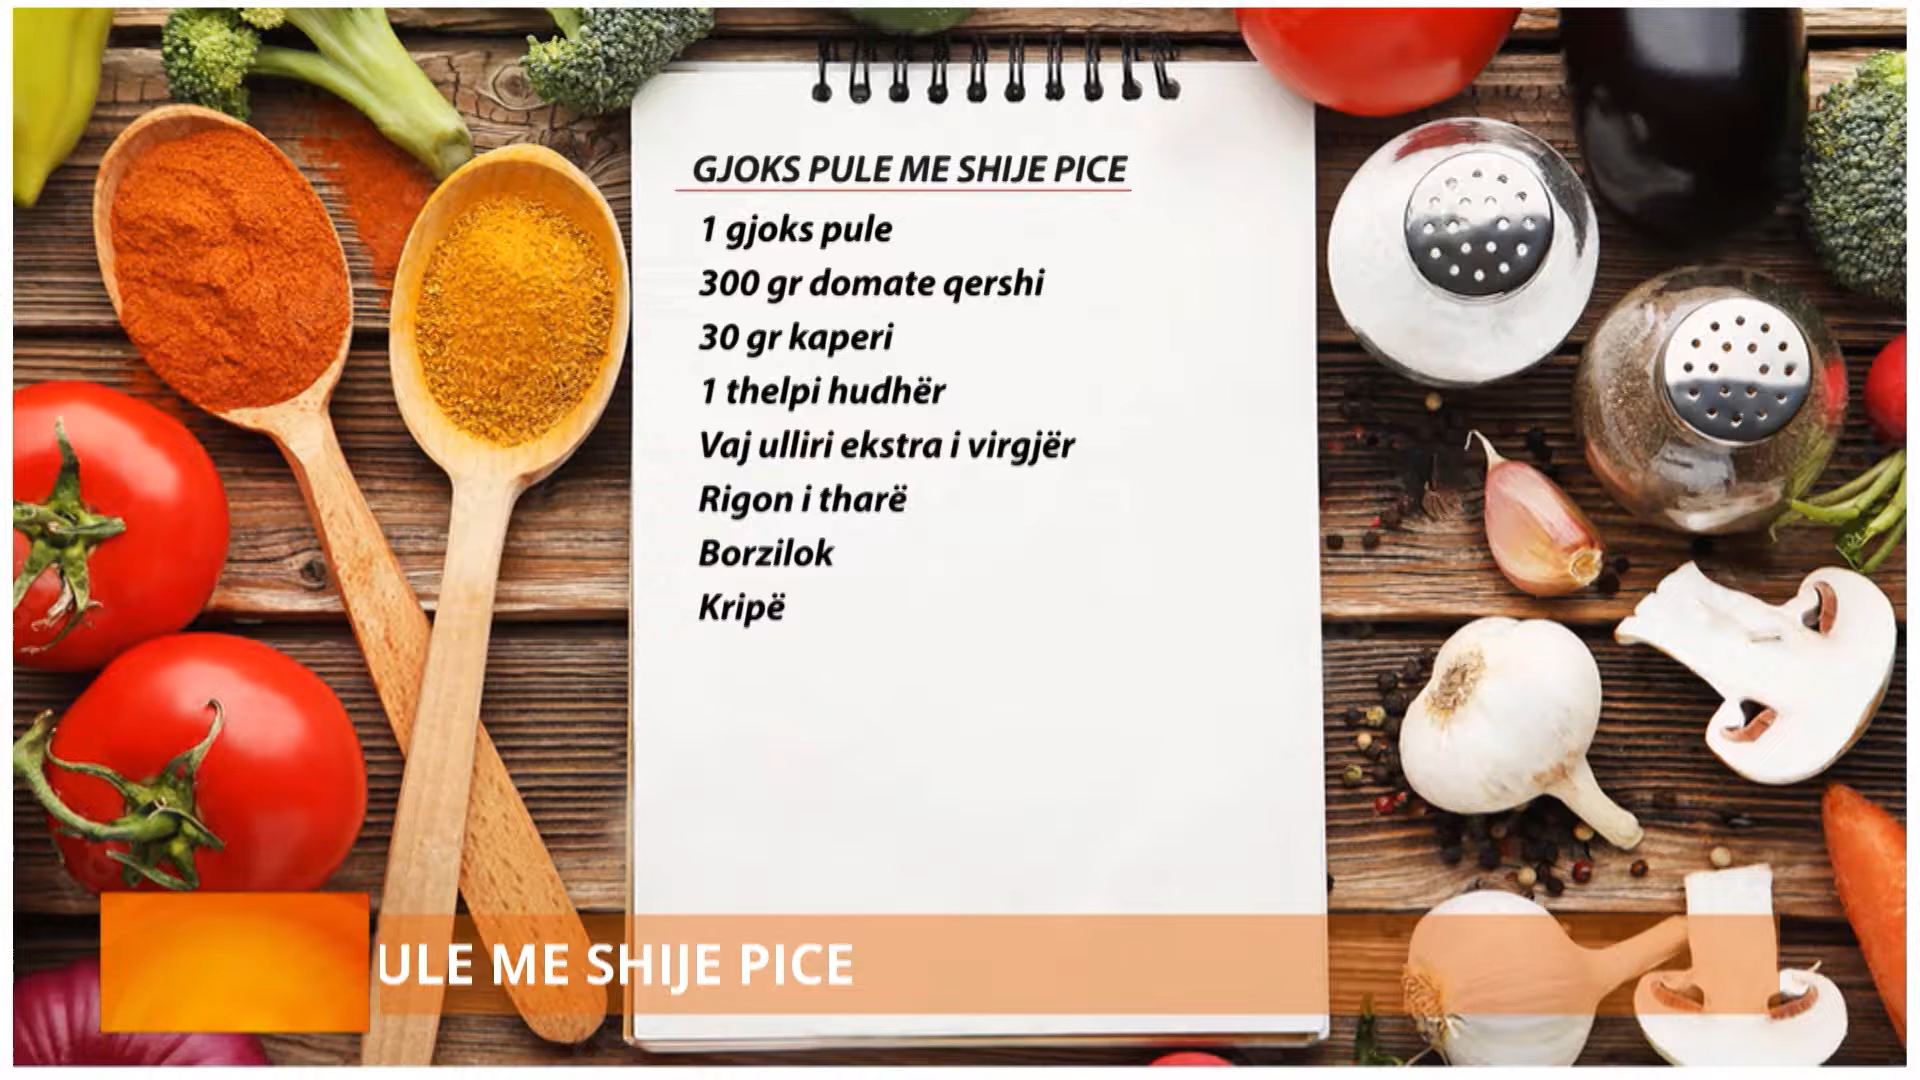 GJOKS PULE ME SHIJE PICE
1 gjoks pule
300 gr domate qershi
30 gr kaperi
1 thelpi hudhër
Vaj ulliri ekstra i virgjër
Rigon i tharë
Borzilok
Kripë
ULE ME SHIJE PICE